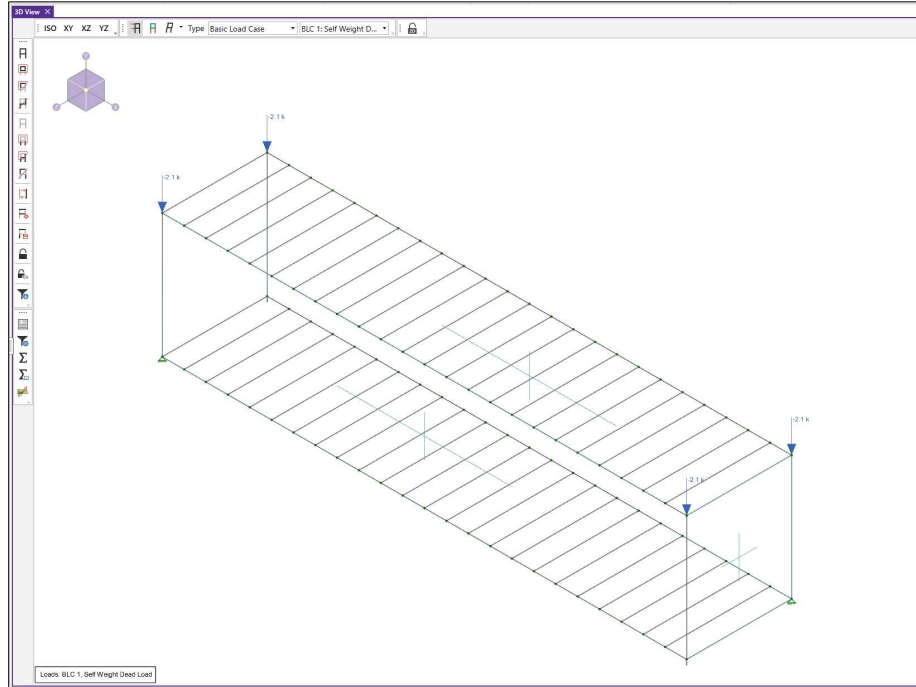 3D View
ISO XY XZ YZ Type Basic Load Case BLC 1: Self Weight D...
Y
Z X
-2.1 k
-2.1 k
-2.1 k
-2.1 k
Loads: BLC 1, Self Weight Dead Load